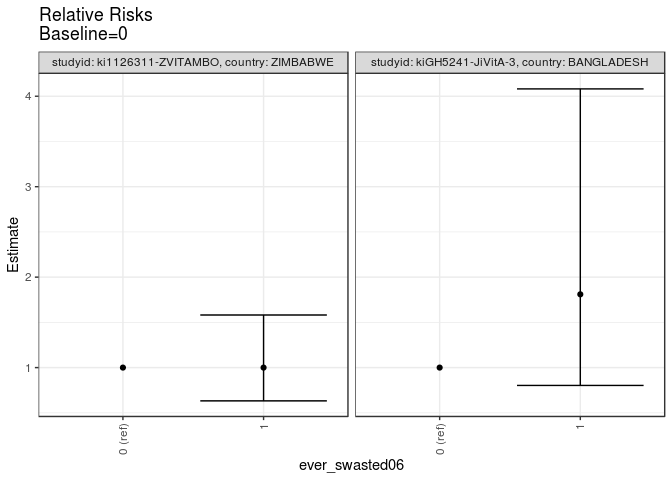 Relative Risks
Baseline=0
studyid: ki1126311-ZVITAMBO, country: ZIMBABWE
studyid: kiGH5241-JiVitA-3, country: BANGLADESH
4
3
2
1
Estimate
0 (ref)
1
0 (ref)
1
ever_swasted06